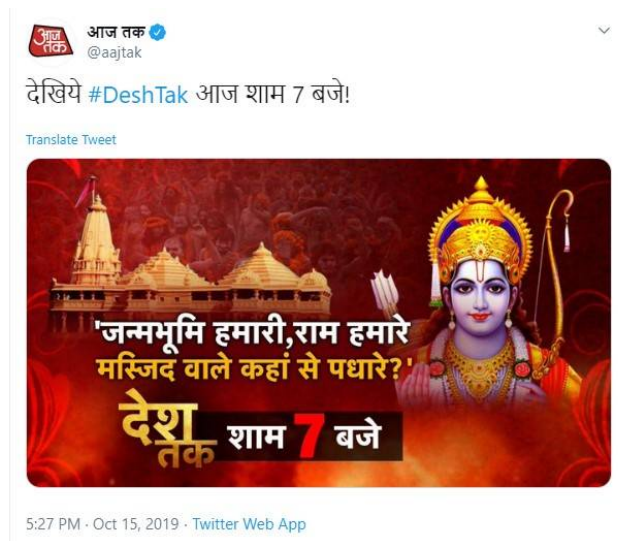 आज तक
आज तक
@aajtak
देखिये #DeshTak आज शाम 7 बजे!
Translate Tweet
'जन्मभूमि हमारी,राम हमारे
मस्जिद वाले कहां से पधारे?'
देश तक शाम 7 बजे
5:27 PM · Oct 15, 2019 · Twitter Web App